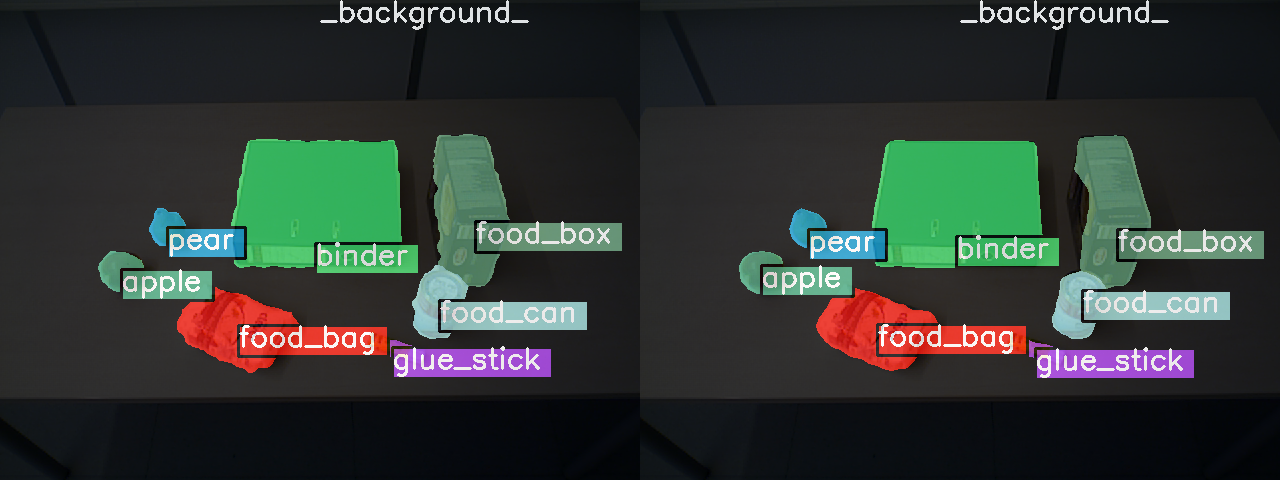 _background_ _background_
pear pear
binder binder
food_box food_box
apple apple
food_can food_can
food_bag food_bag
glue_stick glue_stick